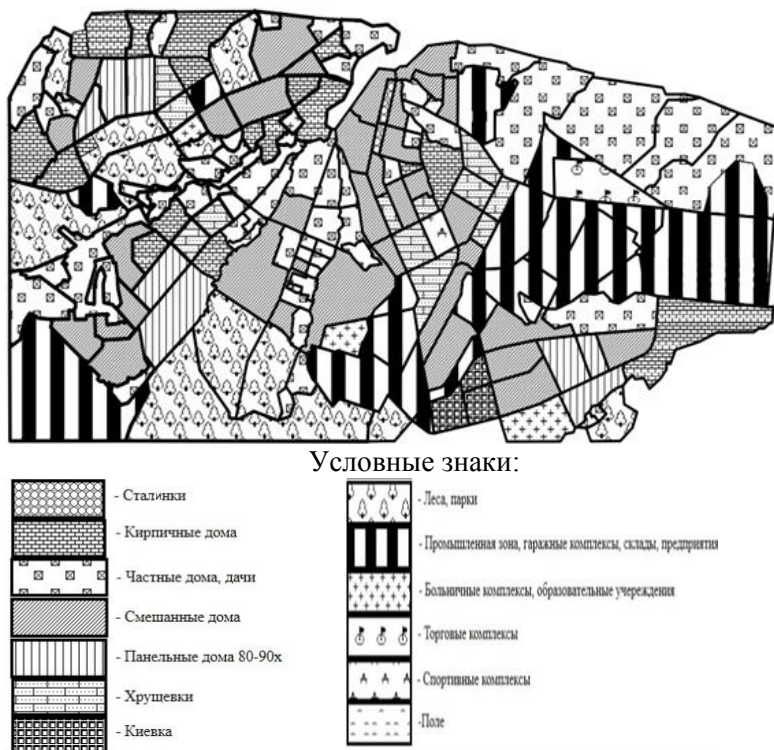 Условные знаки:
- Сталинки
- Кирпичные дома
- Частные дома, дачи
- Смешанные дома
- Панельные дома 80-90х
- Хрущевки
- Киевка
- Леса, парки
- Промышленная зона, гаражные комплексы, склады, предприятия
- Больничные комплексы, образовательные учереждения
- Торговые комплексы
- Спортивные комплексы
-Поле